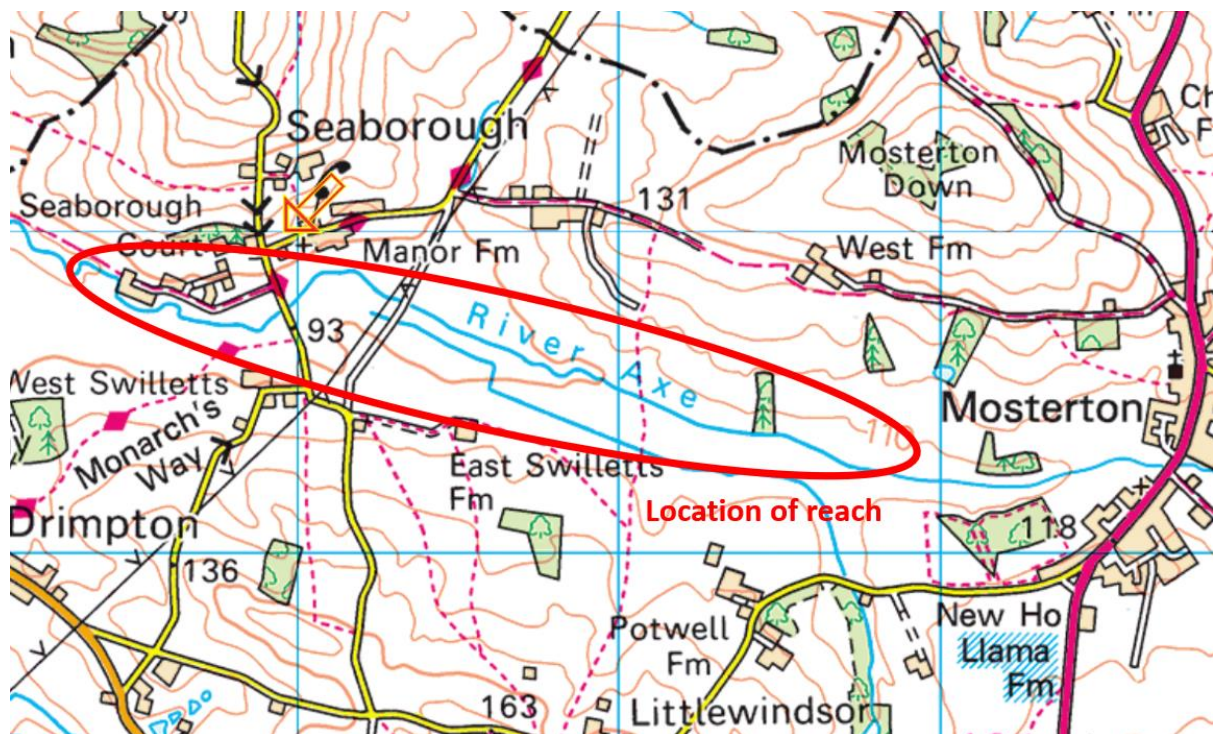 Seaborough
Mosterton
Down
131
Seaborough
Court
Manor Fm
West Fm
River Axe
93
West Swilletts
Monarch's
Way
Mosterton
110
East Swilletts
Fm
Location of reach
Drimpton
118
136
New Ho
Llama
Fm
Potwell
Fm
163
Littlewindsor